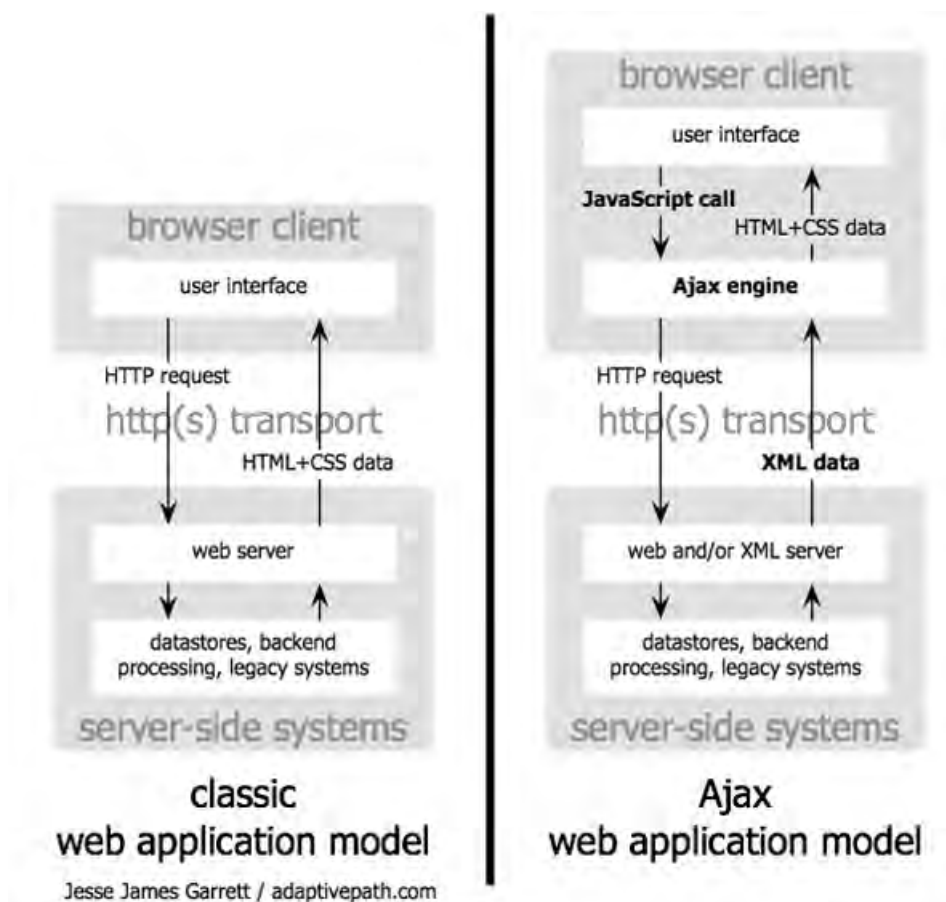 browser client
user interface
HTTP request
http(s) transport
HTML+CSS data
web server
datastores, backend
processing, legacy systems
server-side systems
classic
web application model
Jesse James Garrett / adaptivepath.com
browser client
user interface
JavaScript call
HTML+CSS data
Ajax engine
HTTP request
http(s) transport
XML data
web and/or XML server
datastores, backend
processing, legacy systems
server-side systems
Ajax
web application model